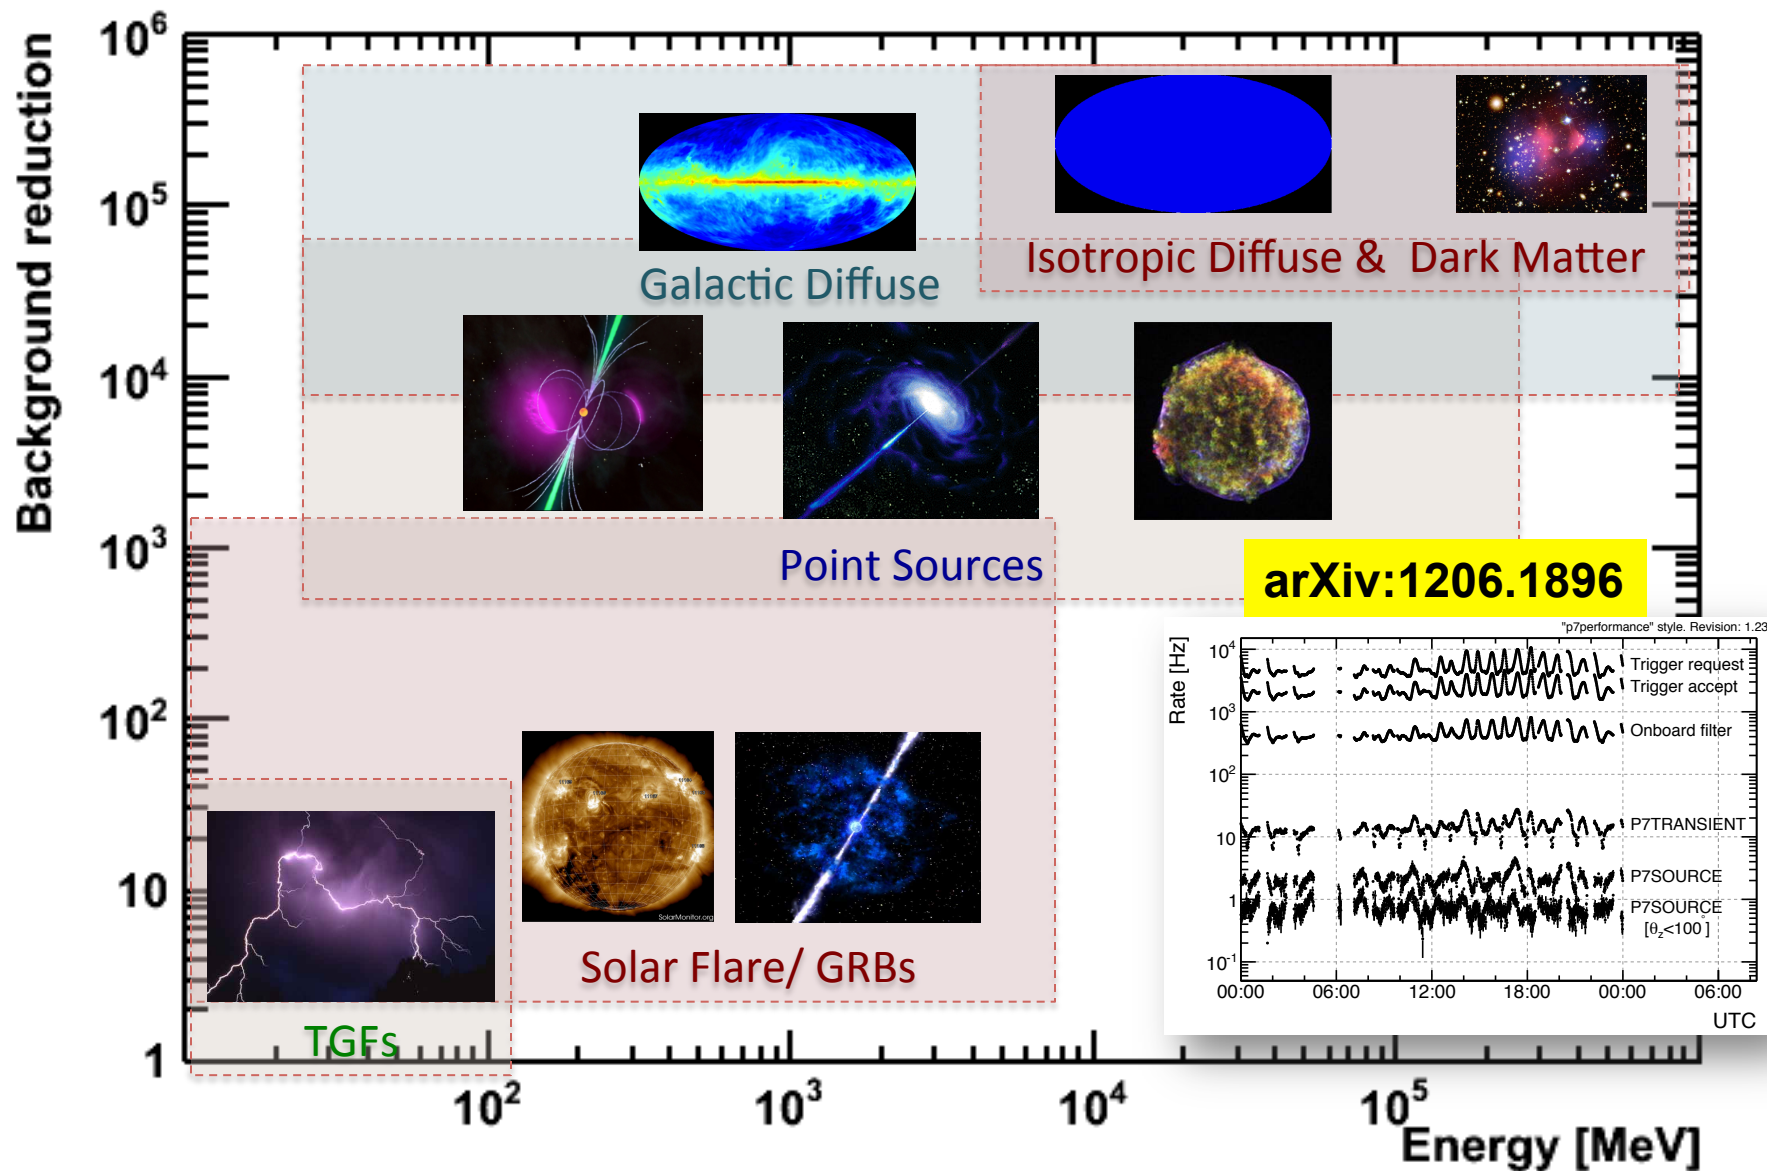 Background reduction
10^6
10^5
10^4
10^3
10^2
10
1
Galactic Diffuse
Isotropic Diffuse & Dark Matter
Point Sources
arXiv:1206.1896
Solar Flare/ GRBs
SolarMonitor.org
TGFs
10^2
10^3
10^4
10^5
Energy [MeV]
"p7performance" style. Revision: 1.23
Rate [Hz]
10^4
10^3
10^2
10
1
10^-1
Trigger request
Trigger accept
Onboard filter
P7TRANSIENT
P7SOURCE
P7SOURCE
[θz<100°]
00:00 06:00 12:00 18:00 00:00 06:00
UTC